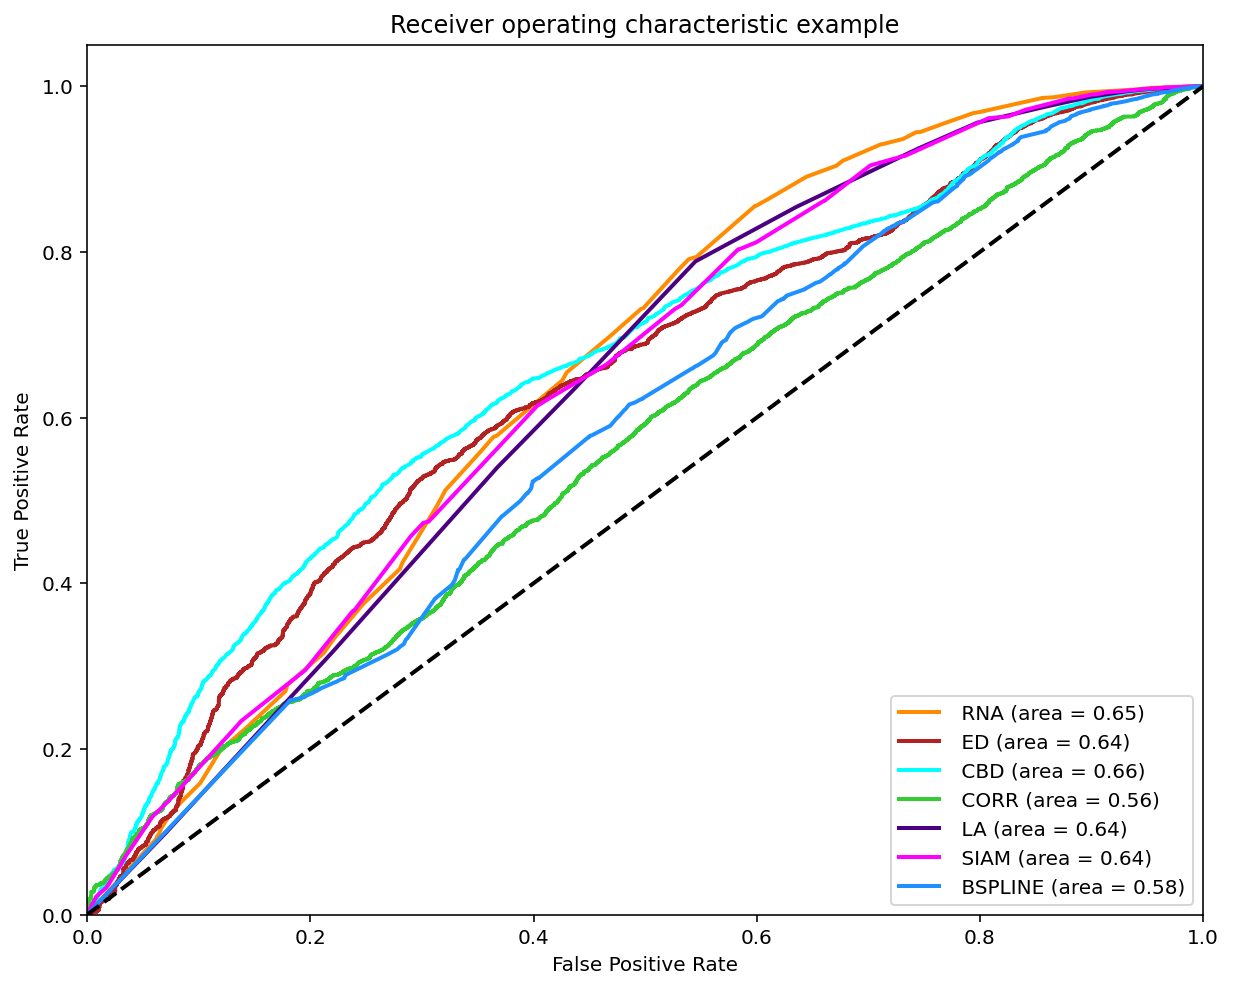 Receiver operating characteristic example
1.0
0.8
0.6
0.4
0.2
0.0
True Positive Rate
RNA (area = 0.65)
ED (area = 0.64)
CBD (area = 0.66)
CORR (area = 0.56)
LA (area = 0.64)
SIAM (area = 0.64)
BSPLINE (area = 0.58)
0.0 0.2 0.4 0.6 0.8 1.0
False Positive Rate